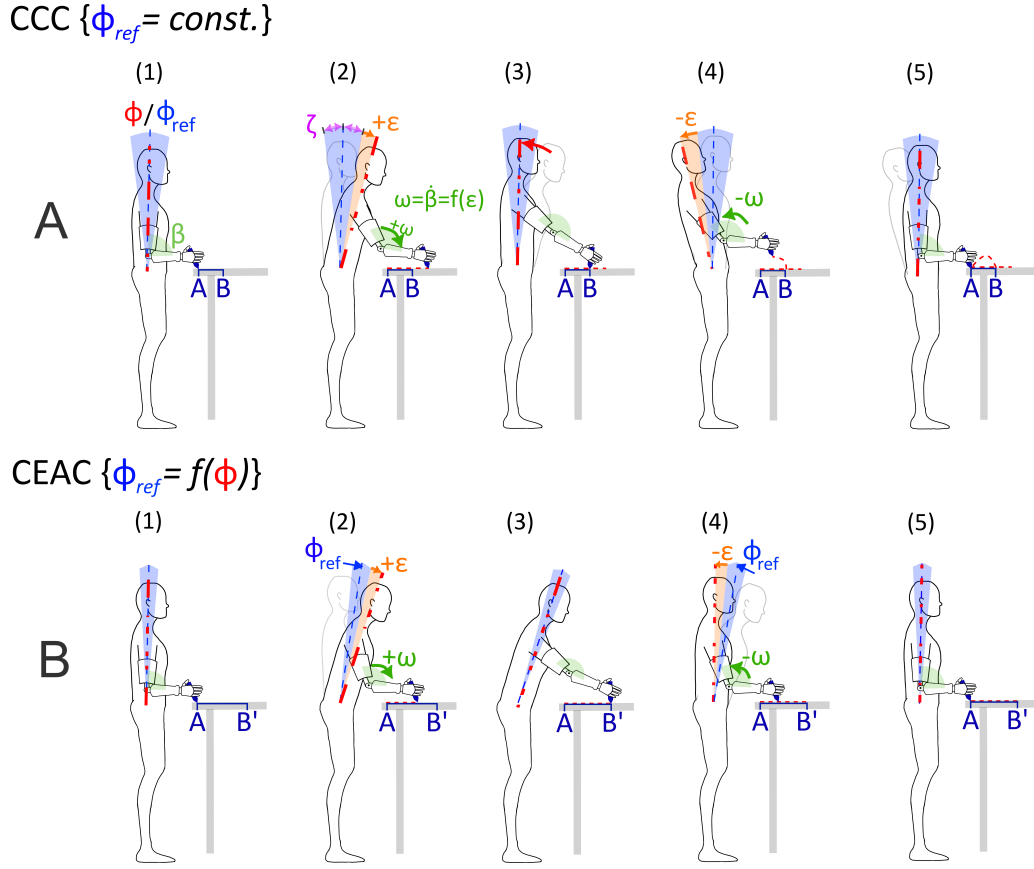 CCC {ϕref = const.}
(1) (2) (3) (4) (5)
ϕ/ϕref
ζ +ε -ε
A β ω=β̇=f(ε) +ω -ω
A B A B A B A B A B
CEAC {ϕref = f(ϕ)}
(1) (2) (3) (4) (5)
ϕref +ε -ε ϕref
B +ω -ω
A B' A B' A B' A B' A B'